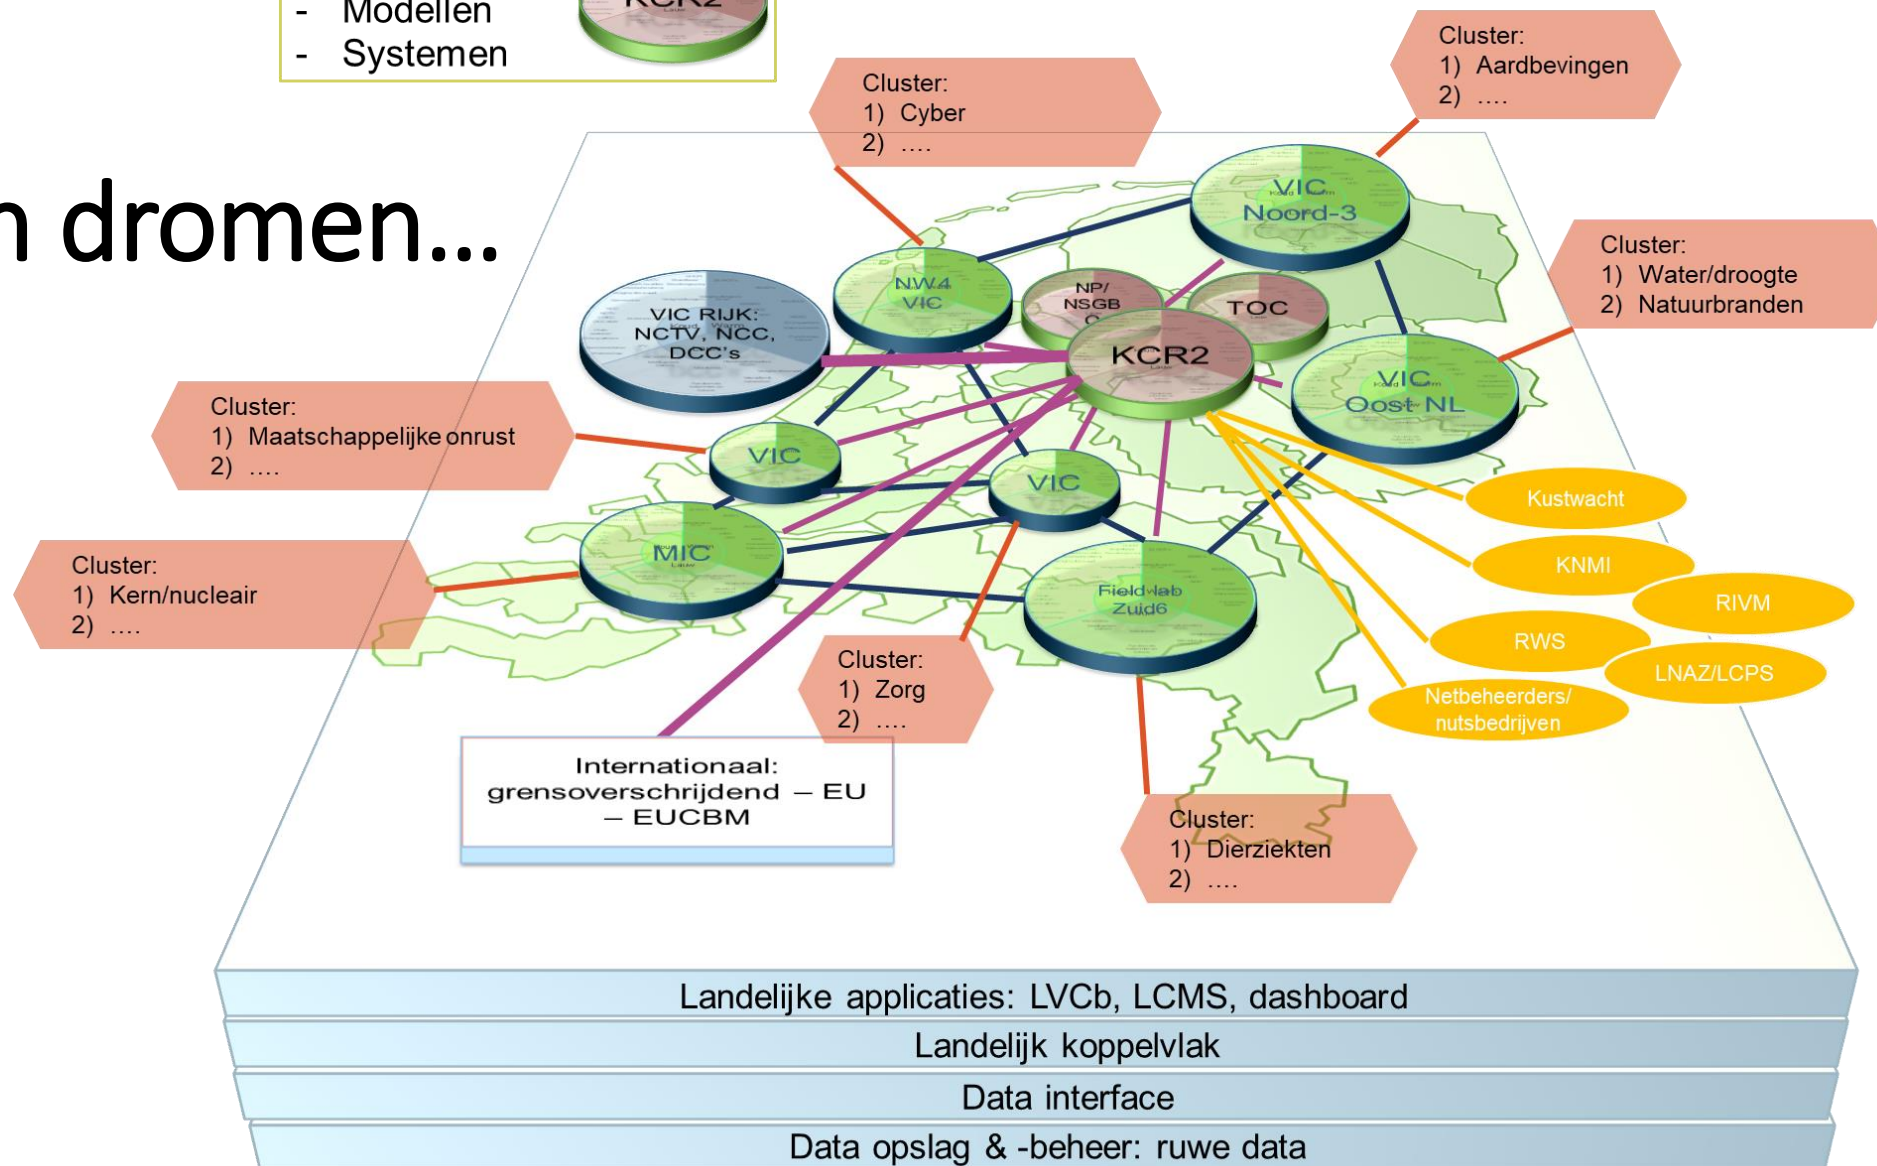 - Modellen
- Systemen
KCR2
n dromen...
Cluster:
1) Cyber
2) ....
Cluster:
1) Aardbevingen
2) ....
VIC
Noord-3
Cluster:
1) Water/droogte
2) Natuurbranden
NW4
VIC
NP/
NSGB
C
TOC
VIC RIJK:
NCTV, NCC,
DCC's
KCR2
VIC
Oost NL
Cluster:
1) Maatschappelijke onrust
2) ....
VIC
VIC
Kustwacht
MIC
KNMI
Cluster:
1) Kern/nucleair
2) ....
Field-lab
Zuid6
RIVM
RWS
LNAZ/LCPS
Cluster:
1) Zorg
2) ....
Netbeheerders/
nutsbedrijven
Internationaal:
grensoverschrijdend – EU
– EUCBM
Cluster:
1) Dierziekten
2) ....
Landelijke applicaties: LVCb, LCMS, dashboard
Landelijk koppelvlak
Data interface
Data opslag & -beheer: ruwe data